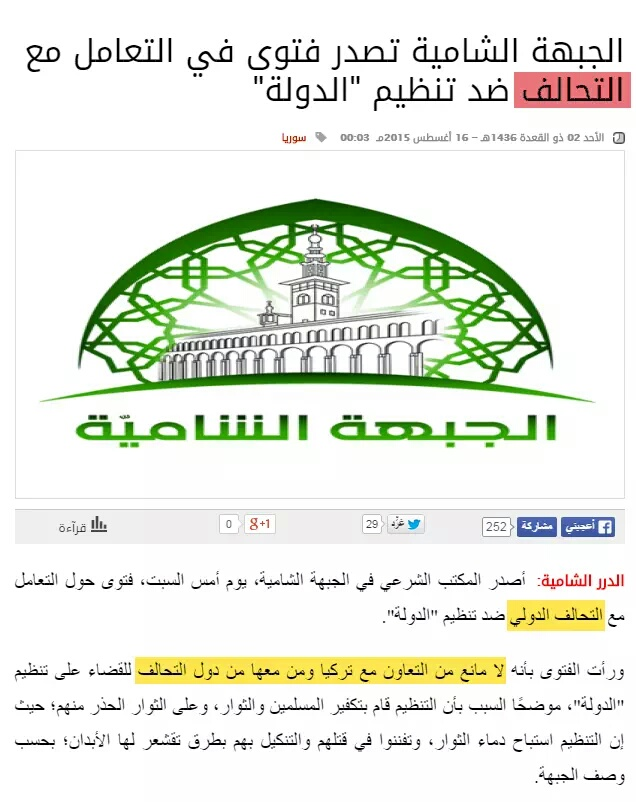 الجبهة الشامية تصدر فتوى في التعامل مع
التحالف ضد تنظيم "الدولة"
الأحد 02 ذو القعدة 1436هـ – 16 أغسطس 2015مـ 00:03 سوريا
الجبهة الشاميّة
أعجبني مشاركة 252 غرّد 29 g+1 0 قرآءة
الدرر الشامية: أصدر المكتب الشرعي في الجبهة الشامية، يوم أمس السبت، فتوى حول التعامل
مع التحالف الدولي ضد تنظيم "الدولة".
ورأت الفتوى بأنه لا مانع من التعاون مع تركيا ومن معها من دول التحالف للقضاء على تنظيم
"الدولة"، موضحًا السبب بأن التنظيم قام بتكفير المسلمين والثوار، وعلى الثوار الحذر منهم؛ حيث
إن التنظيم استباح دماء الثوار، وتفننوا في قتلهم والتنكيل بهم بطرق تقشعر لها الأبدان؛ بحسب
وصف الجبهة.